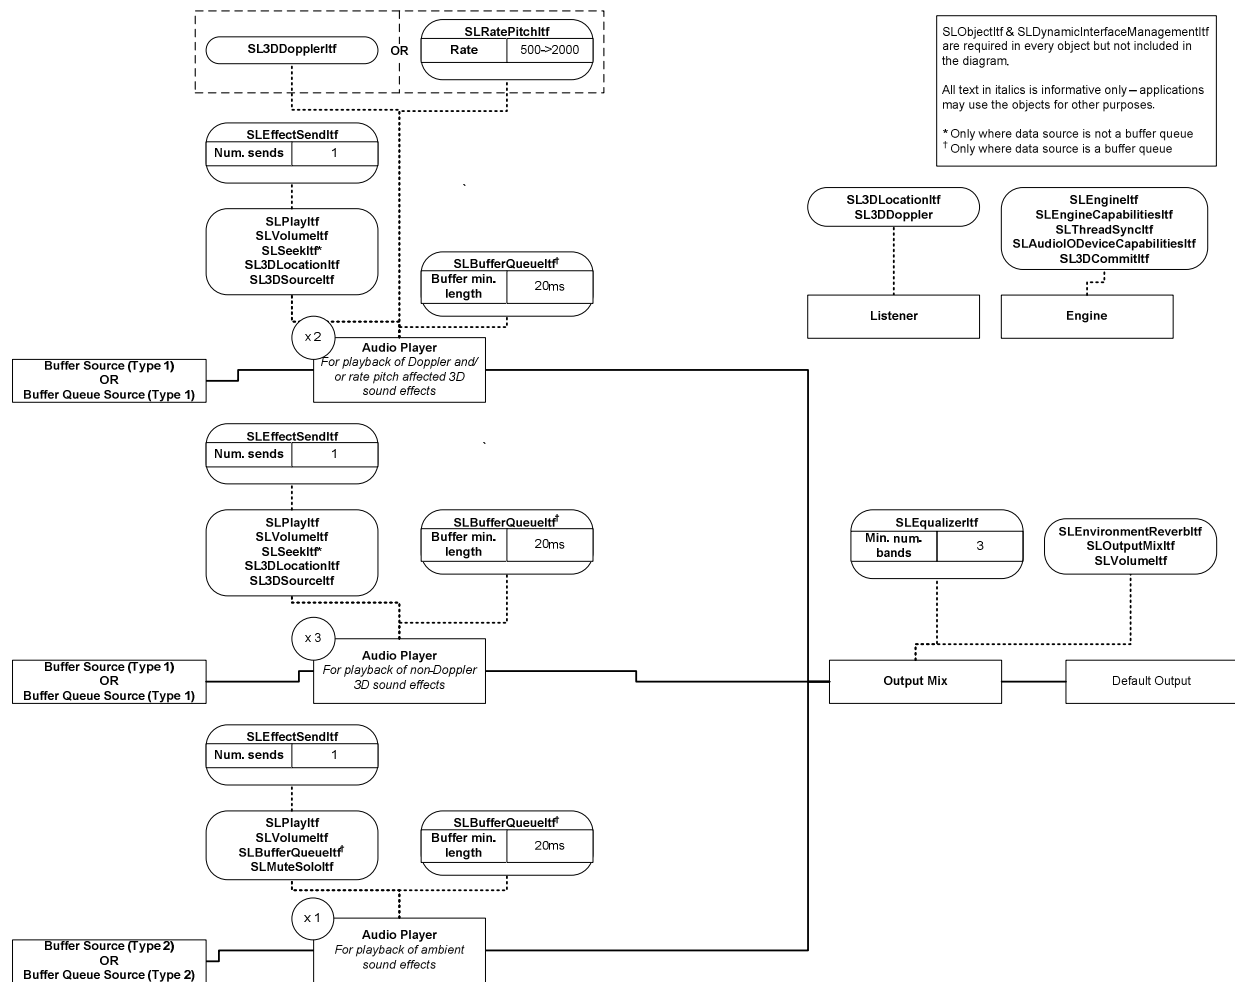 SL3DDopplerItf
OR
SLRatePitchItf
Rate
500->2000
SLObjectItf & SLDynamicInterfaceManagementItf
are required in every object but not included in
the diagram.
All text in italics is informative only – applications
may use the objects for other purposes.
* Only where data source is not a buffer queue
† Only where data source is a buffer queue
SLEffectSendItf
Num. sends
1
SLPlayItf
SLVolumeItf
SLSeekItf*
SL3DLocationItf
SL3DSourceItf
SLBufferQueueItf†
Buffer min.
length
20ms
SL3DLocationItf
SL3DDoppler
SLEngineItf
SLEngineCapabilitiesItf
SLThreadSyncItf
SLAudioIODeviceCapabilitiesItf
SL3DCommitItf
Listener
Engine
x 2
Audio Player
For playback of Doppler and/
or rate pitch affected 3D
sound effects
Buffer Source (Type 1)
OR
Buffer Queue Source (Type 1)
SLEffectSendItf
Num. sends
1
SLPlayItf
SLVolumeItf
SLSeekItf*
SL3DLocationItf
SL3DSourceItf
SLBufferQueueItf†
Buffer min.
length
20ms
SLEqualizerItf
Min. num.
bands
3
SLEnvironmentReverbItf
SLOutputMixItf
SLVolumeItf
x 3
Audio Player
For playback of non-Doppler
3D sound effects
Buffer Source (Type 1)
OR
Buffer Queue Source (Type 1)
Output Mix
Default Output
SLEffectSendItf
Num. sends
1
SLPlayItf
SLVolumeItf
SLBufferQueueItf†
SLMuteSoloItf
SLBufferQueueItf†
Buffer min.
length
20ms
x 1
Audio Player
For playback of ambient
sound effects
Buffer Source (Type 2)
OR
Buffer Queue Source (Type 2)